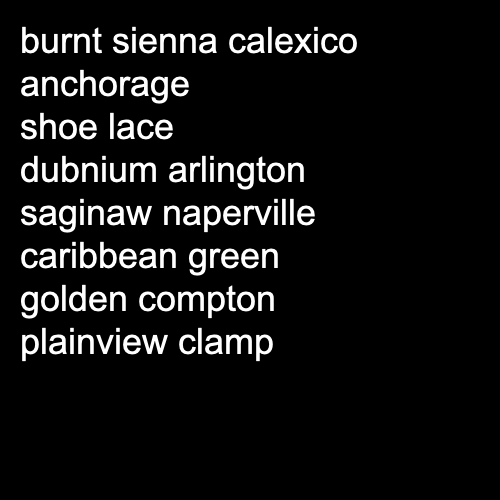 burnt sienna calexico
anchorage
shoe lace
dubnium arlington
saginaw naperville
caribbean green
golden compton
plainview clamp